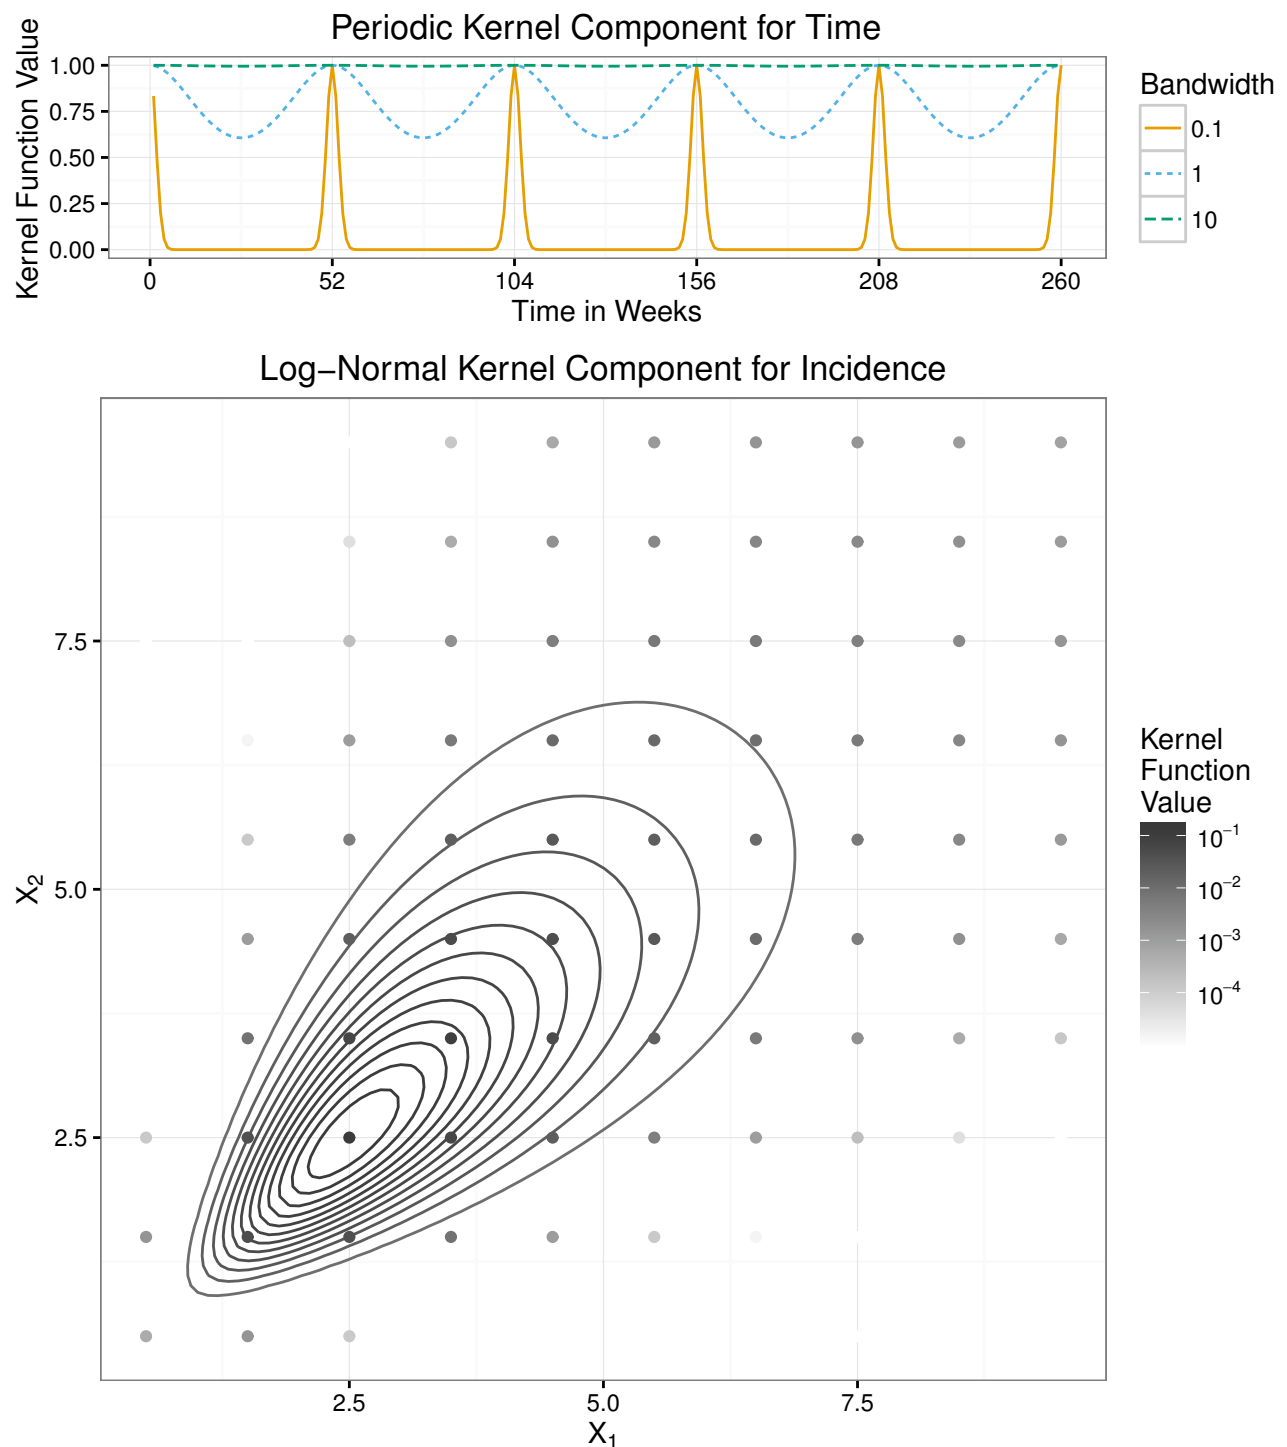 Periodic Kernel Component for Time
Kernel Function Value
1.00
0.75
0.50
0.25
0.00
0 52 104 156 208 260
Time in Weeks
Bandwidth
0.1
1
10
Log−Normal Kernel Component for Incidence
X₂
7.5
5.0
2.5
2.5 5.0 7.5
X₁
Kernel
Function
Value
10⁻¹
10⁻²
10⁻³
10⁻⁴